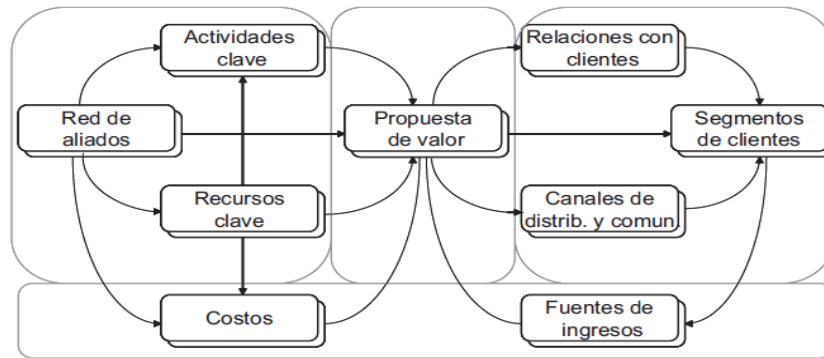 Actividades
clave
Relaciones con
clientes
Red de
aliados
Propuesta
de valor
Segmentos
de clientes
Recursos
clave
Canales de
distrib. y comun.
Costos
Fuentes de
ingresos